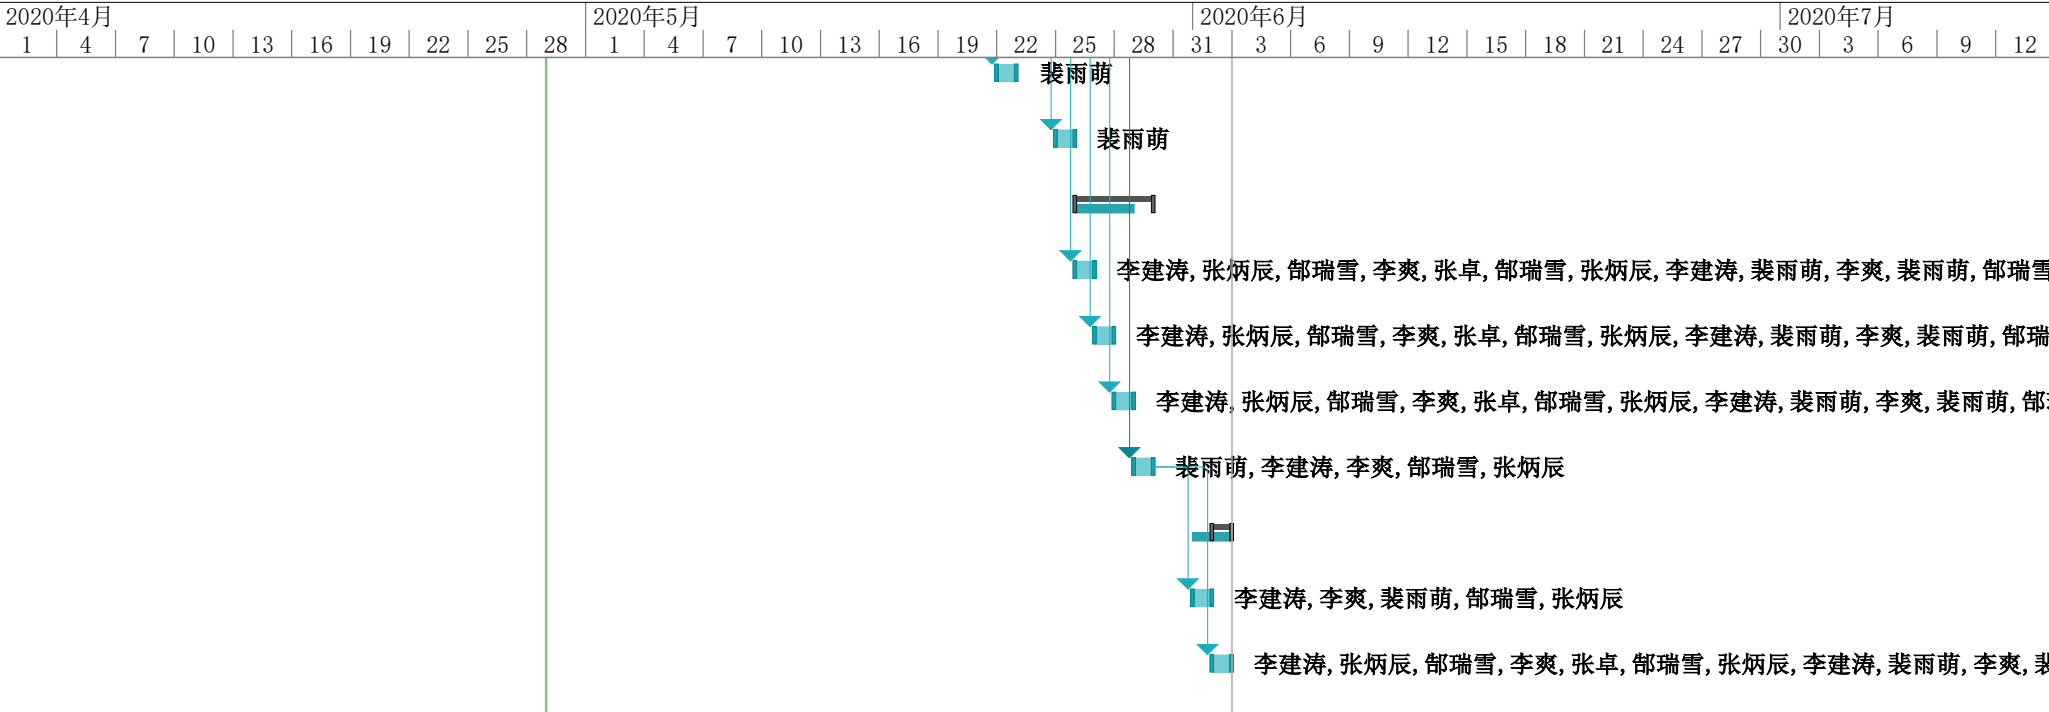 2020年4月 2020年5月 2020年6月 2020年7月
1 4 7 10 13 16 19 22 25 28 1 4 7 10 13 16 19 22 25 28 31 3 6 9 12 15 18 21 24 27 30 3 6 9 12
裴雨萌
裴雨萌
李建涛,张炳辰,郜瑞雪,李爽,张卓,郜瑞雪,张炳辰,李建涛,裴雨萌,李爽,裴雨萌,郜瑞雪
李建涛,张炳辰,郜瑞雪,李爽,张卓,郜瑞雪,张炳辰,李建涛,裴雨萌,李爽,裴雨萌,郜瑞
李建涛,张炳辰,郜瑞雪,李爽,张卓,郜瑞雪,张炳辰,李建涛,裴雨萌,李爽,裴雨萌,郜
裴雨萌,李建涛,李爽,郜瑞雪,张炳辰
李建涛,李爽,裴雨萌,郜瑞雪,张炳辰
李建涛,张炳辰,郜瑞雪,李爽,张卓,郜瑞雪,张炳辰,李建涛,裴雨萌,李爽,